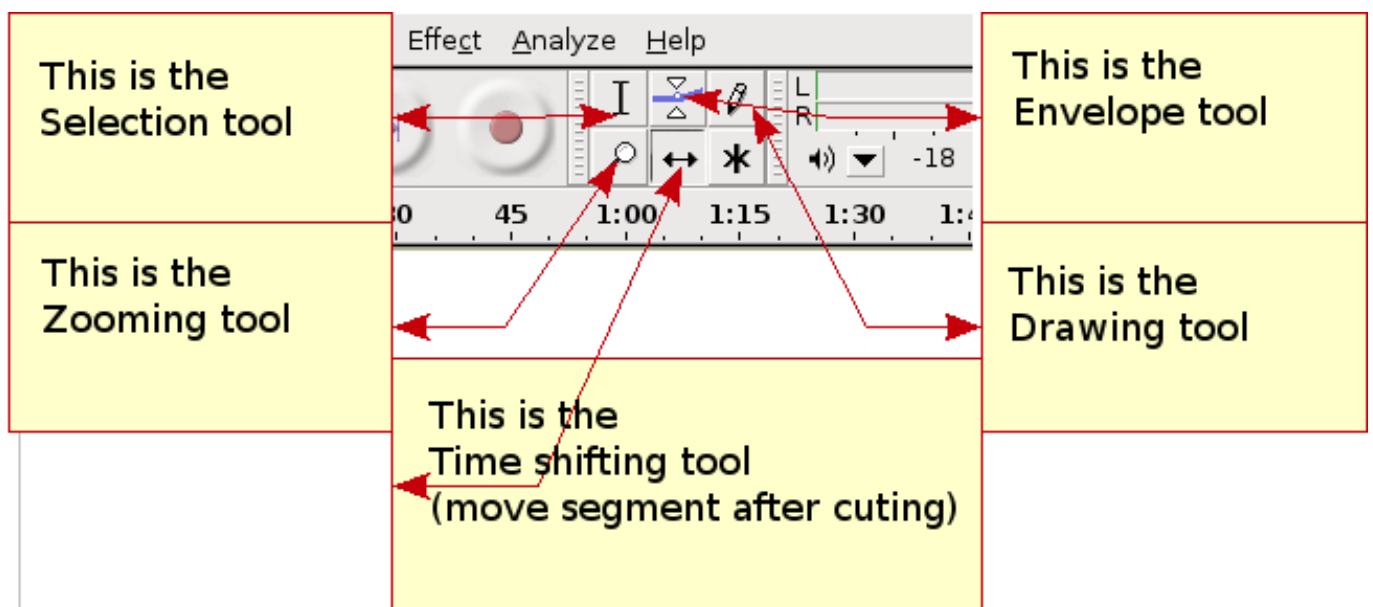 This is the
Selection tool
Effect Analyze Help
This is the
Envelope tool
L
R
-18
45 1:00 1:15 1:30
This is the
Zooming tool
This is the
Drawing tool
This is the
Time shifting tool
(move segment after cuting)